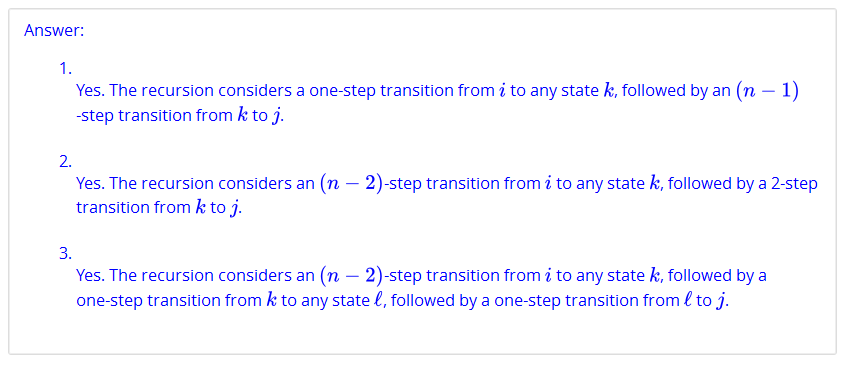 Answer:
1.
Yes. The recursion considers a one-step transition from i to any state k, followed by an (n − 1)
-step transition from k to j.
2.
Yes. The recursion considers an (n − 2)-step transition from i to any state k, followed by a 2-step
transition from k to j.
3.
Yes. The recursion considers an (n − 2)-step transition from i to any state k, followed by a
one-step transition from k to any state ℓ, followed by a one-step transition from ℓ to j.